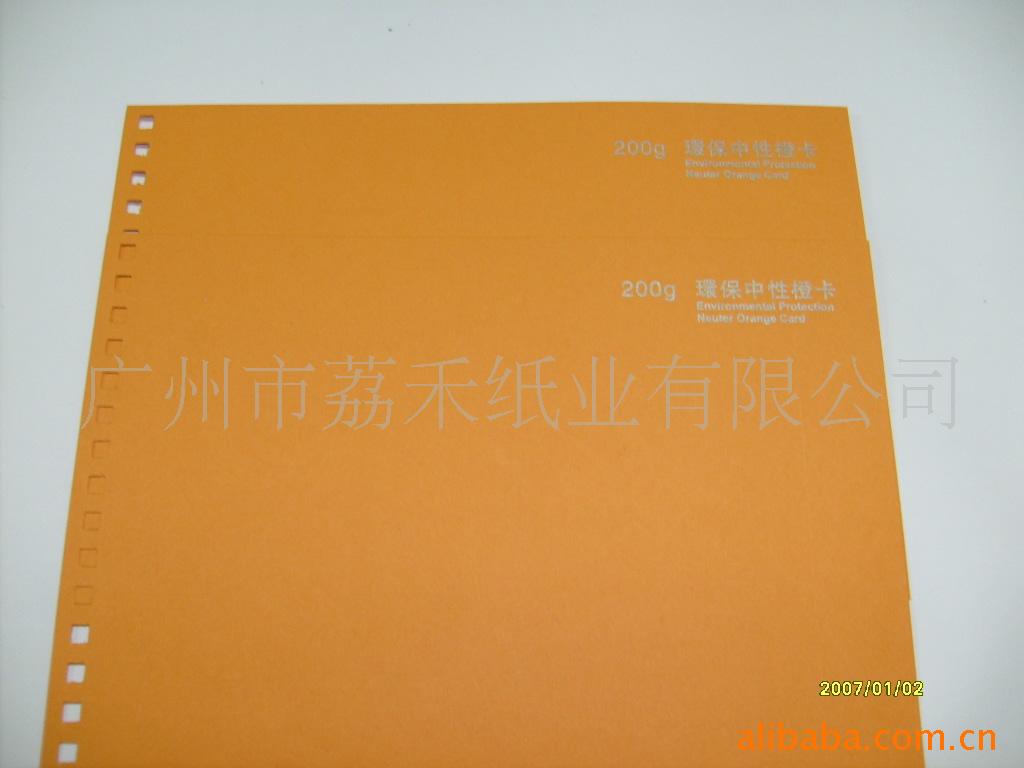 200g 環保中性橙卡
Environmental Protection
Neuter Orange Card
200g 環保中性橙卡
Environmental Protection
Neuter Orange Card
广州市荔禾纸业有限公司
2007/01/02
alibaba.com.cn